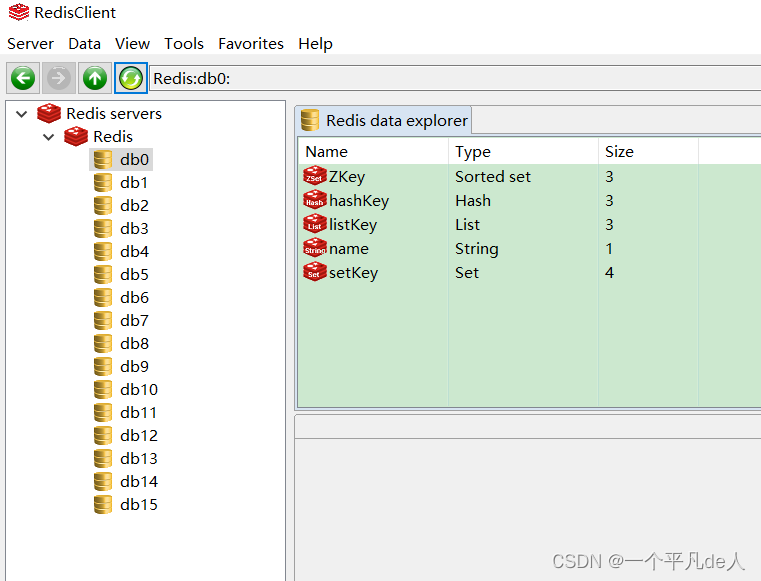 RedisClient
Server Data View Tools Favorites Help
Redis:db0:
Redis servers
Redis
db0
db1
db2
db3
db4
db5
db6
db7
db8
db9
db10
db11
db12
db13
db14
db15
Redis data explorer
Name Type Size
ZSet ZKey Sorted set 3
Hash hashKey Hash 3
List listKey List 3
String name String 1
Set setKey Set 4
CSDN @一个平凡de人